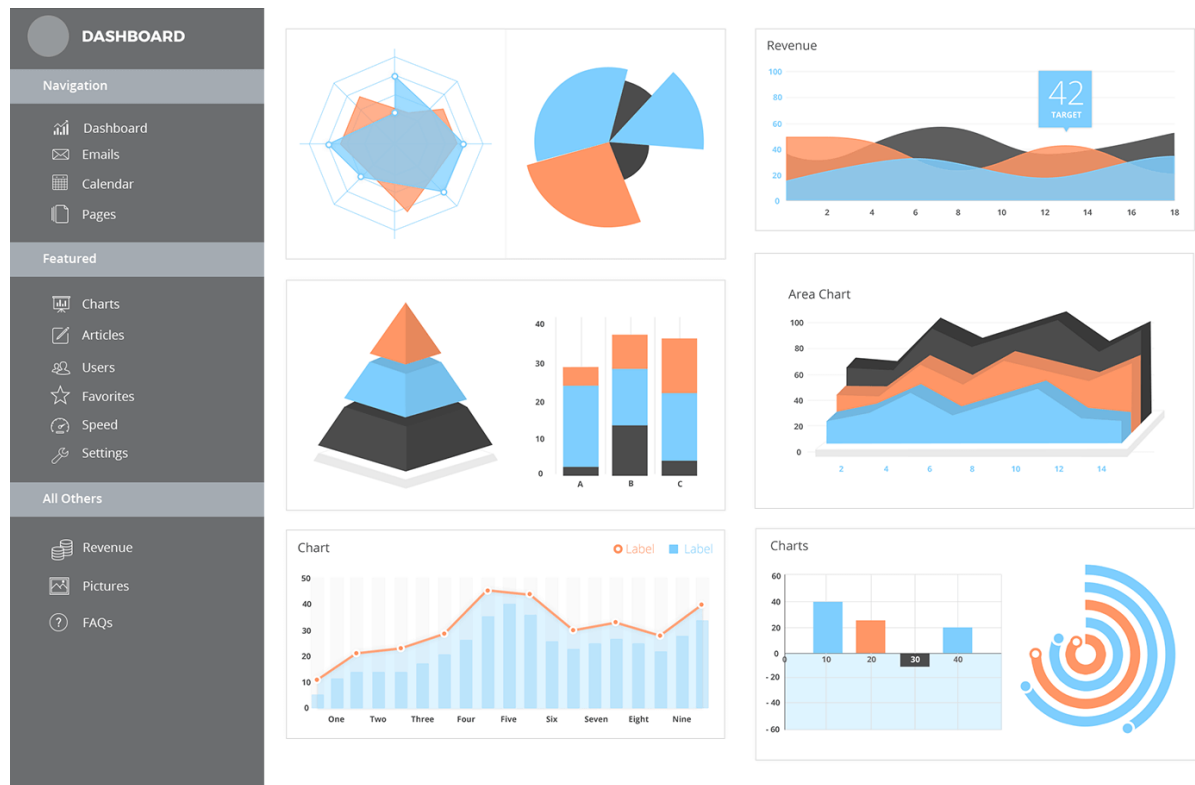 DASHBOARD
Navigation
Dashboard
Emails
Calendar
Pages
Featured
Charts
Articles
Users
Favorites
Speed
Settings
All Others
Revenue
Pictures
? FAQs
Revenue
100
80
60
40
20
0
42
TARGET
2 4 6 8 10 12 14 16 18
40
30
20
10
0
A B C
Area Chart
100
80
60
40
20
0
2 4 6 8 10 12 14
Chart
Label Label
50
40
30
20
10
0
One Two Three Four Five Six Seven Eight Nine
Charts
60
40
20
0
0 10 20 30 40
- 20
- 40
- 60